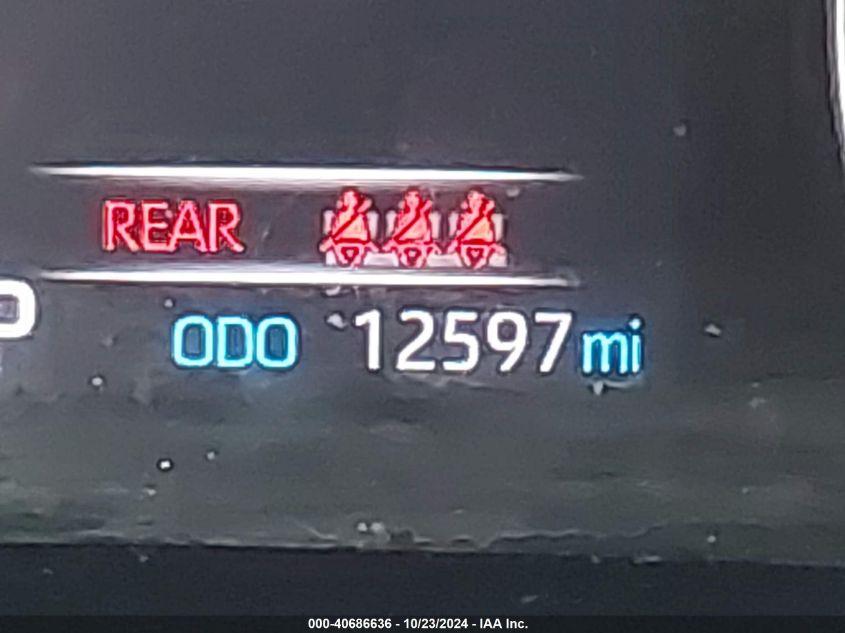 REAR
ODO 12597 mi
000-40686636 - 10/23/2024 - IAA Inc.